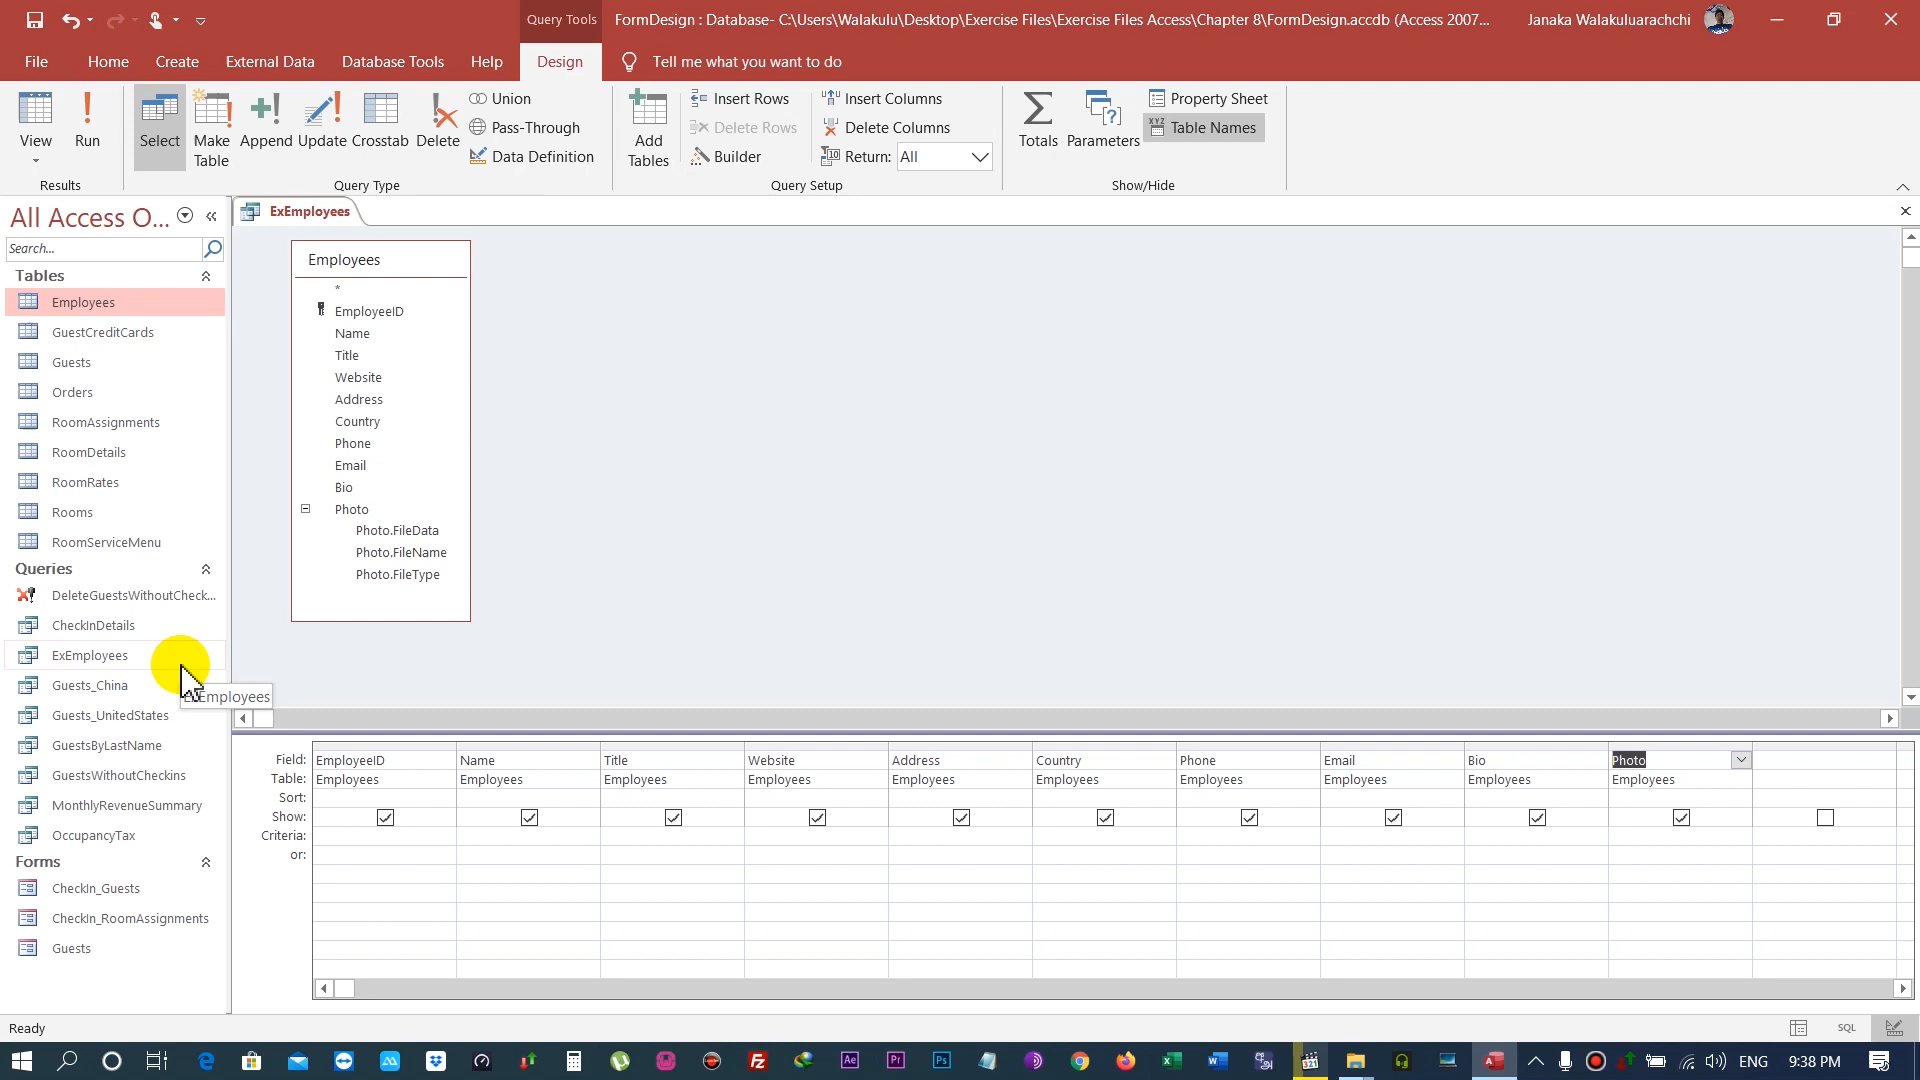 Query Tools
FormDesign : Database- C:\Users\Walakulu\Desktop\Exercise Files\Exercise Files Access\Chapter 8\FormDesign.accdb (Access 2007...
Janaka Walakuluarachchi
File Home Create External Data Database Tools Help Design Tell me what you want to do
View
Run
Results
Select
Make Table
Append
Update
Crosstab
Delete
Union
Pass-Through
Data Definition
Query Type
Add Tables
Insert Rows
Delete Rows
Builder
Insert Columns
Delete Columns
Return: All
Query Setup
Totals
Parameters
Property Sheet
Table Names
Show/Hide
All Access O...
Search...
Tables
Employees
GuestCreditCards
Guests
Orders
RoomAssignments
RoomDetails
RoomRates
Rooms
RoomServiceMenu
Queries
DeleteGuestsWithoutCheck...
CheckInDetails
ExEmployees
Guests_China
Guests_UnitedStates
GuestsByLastName
GuestsWithoutCheckins
MonthlyRevenueSummary
OccupancyTax
Forms
CheckIn_Guests
CheckIn_RoomAssignments
Guests
ExEmployees
Employees
*
EmployeeID
Name
Title
Website
Address
Country
Phone
Email
Bio
Photo
Photo.FileData
Photo.FileName
Photo.FileType
Field: EmployeeID Name Title Website Address Country Phone Email Bio Photo
Table: Employees Employees Employees Employees Employees Employees Employees Employees Employees Employees
Sort:
Show:
Criteria:
or:
Ready
SQL
ENG 9:38 PM